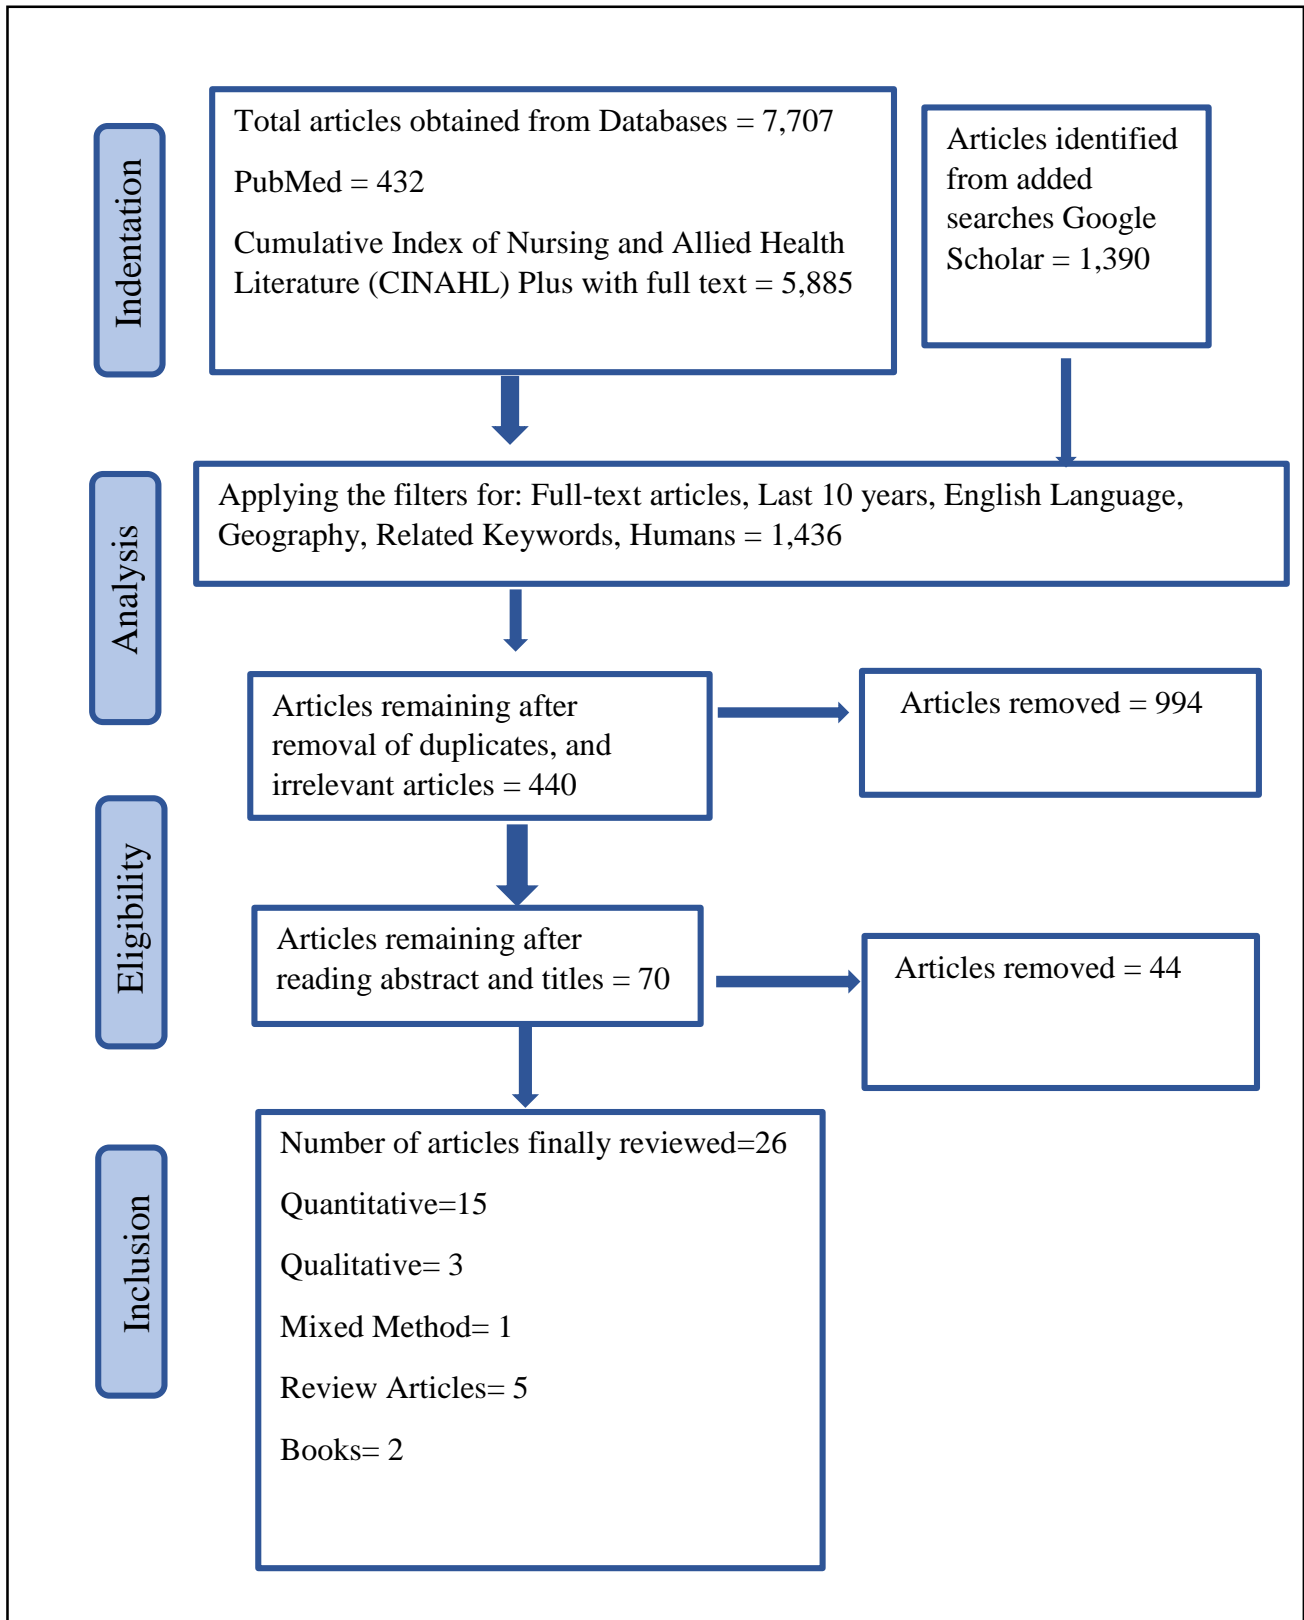 Indentation
Total articles obtained from Databases = 7,707
PubMed = 432
Cumulative Index of Nursing and Allied Health
Literature (CINAHL) Plus with full text = 5,885
Articles identified
from added
searches Google
Scholar = 1,390
Analysis
Applying the filters for: Full-text articles, Last 10 years, English Language,
Geography, Related Keywords, Humans = 1,436
Articles remaining after
removal of duplicates, and
irrelevant articles = 440
Articles removed = 994
Eligibility
Articles remaining after
reading abstract and titles = 70
Articles removed = 44
Inclusion
Number of articles finally reviewed=26
Quantitative=15
Qualitative= 3
Mixed Method= 1
Review Articles= 5
Books= 2